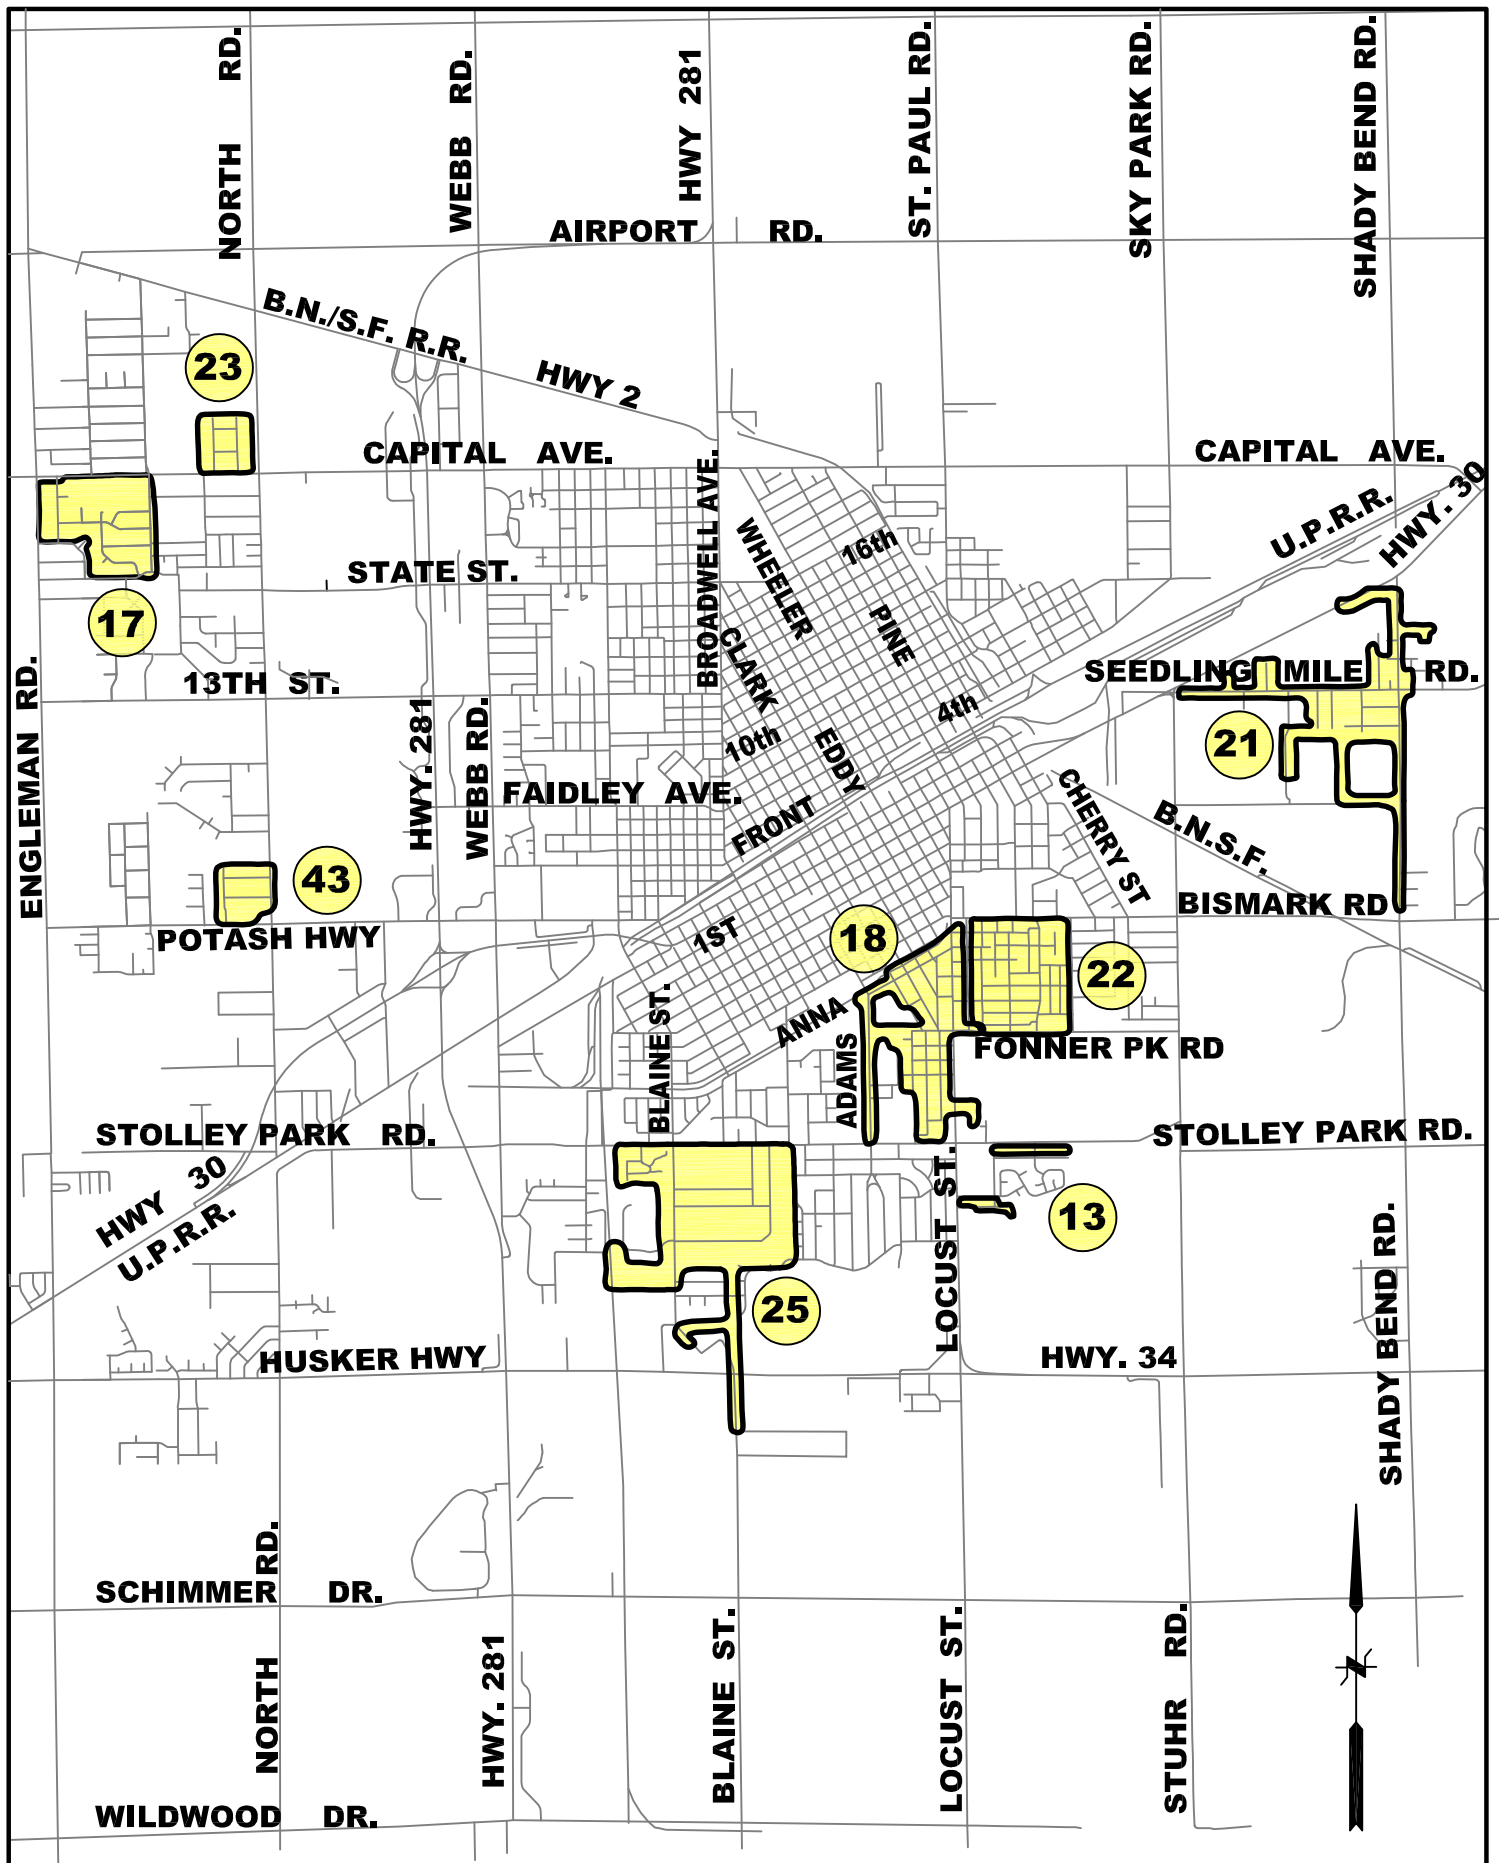 NORTH RD.
WEBB RD.
HWY 281
ST. PAUL RD.
SKY PARK RD.
SHADY BEND RD.
AIRPORT RD.
B.N./S.F. R.R.
HWY 2
23
CAPITAL AVE.
CAPITAL AVE.
U.P.R.R.
HWY. 30
BROADWELL AVE.
WHEELER
16th
PINE
STATE ST.
17
CLARK
13TH ST.
SEEDLING MILE RD.
ENGLEMAN RD.
HWY. 281
WEBB RD.
10th
EDDY
4th
21
FAIDLEY AVE.
FRONT
CHERRY ST
B.N.S.F.
43
BISMARK RD
POTASH HWY
1ST
18
22
BLAINE ST.
ANNA
ADAMS
FONNER PK RD
STOLLEY PARK RD.
STOLLEY PARK RD.
HWY 30
U.P.R.R.
LOCUST ST.
13
25
SHADY BEND RD.
HUSKER HWY
HWY. 34
SCHIMMER DR.
NORTH RD.
HWY. 281
BLAINE ST.
LOCUST ST.
STUHR RD.
WILDWOOD DR.